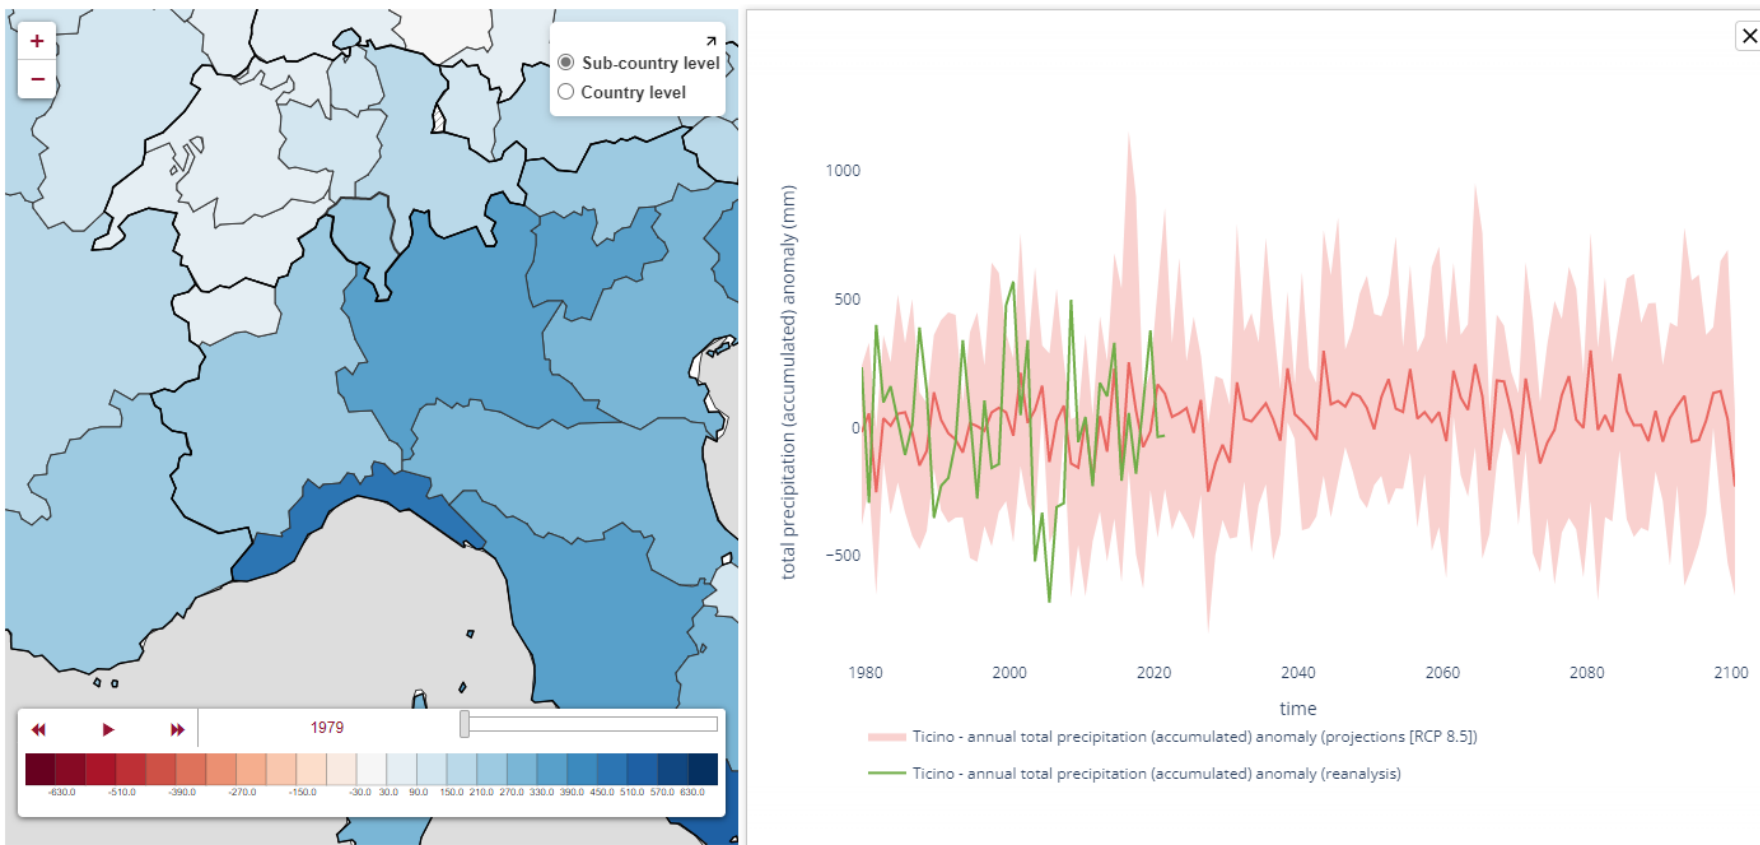 +
−
Sub-country level
Country level
1979
-630.0 -510.0 -390.0 -270.0 -150.0 -30.0 30.0 90.0 150.0 210.0 270.0 330.0 390.0 450.0 510.0 570.0 630.0
total precipitation (accumulated) anomaly (mm)
1000
500
0
−500
1980 2000 2020 2040 2060 2080 2100
time
Ticino - annual total precipitation (accumulated) anomaly (projections [RCP 8.5])
Ticino - annual total precipitation (accumulated) anomaly (reanalysis)